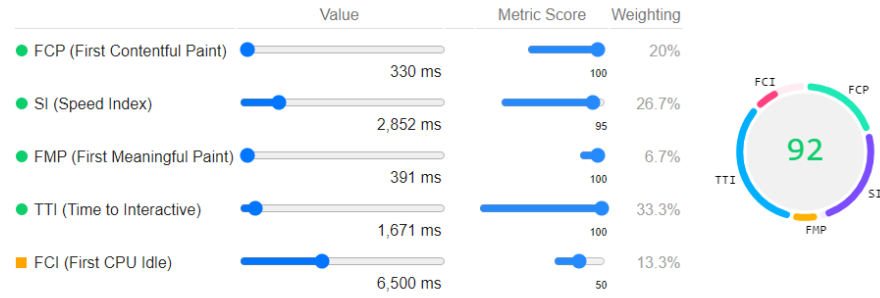 Value Metric Score Weighting
FCP (First Contentful Paint) 20%
330 ms 100
SI (Speed Index) 26.7%
2,852 ms 95
FMP (First Meaningful Paint) 6.7%
391 ms 100
TTI (Time to Interactive) 33.3%
1,671 ms 100
FCI (First CPU Idle) 13.3%
6,500 ms 50
FCI
FCP
92
TTI
SI
FMP